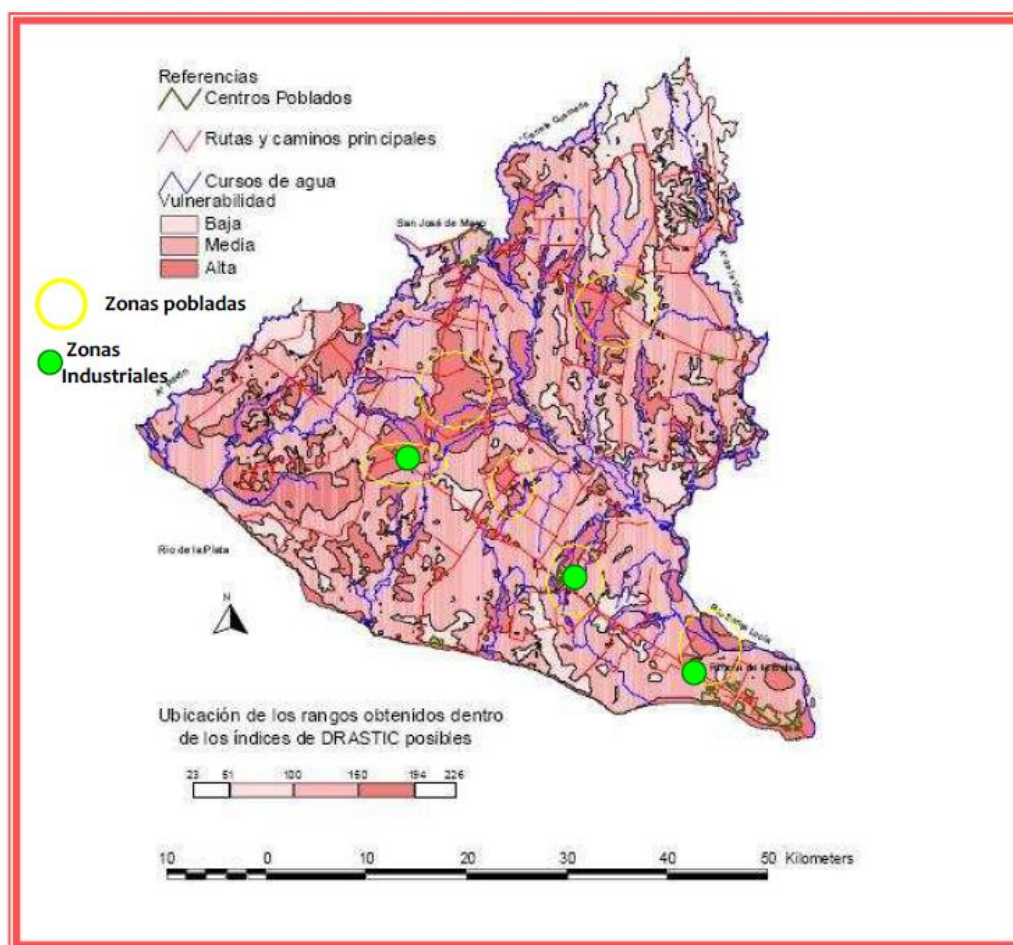 Referencias
Centros Poblados
Rutas y caminos principales
Cursos de agua
Vulnerabilidad
Baja
Media
Alta
Zonas pobladas
Zonas
Industriales
San José de Mayo
Río de la Plata
N
Ubicación de los rangos obtenidos dentro
de los índices de DRASTIC posibles
23 51 100 150 194 226
10 0 10 20 30 40 50 Kilometers